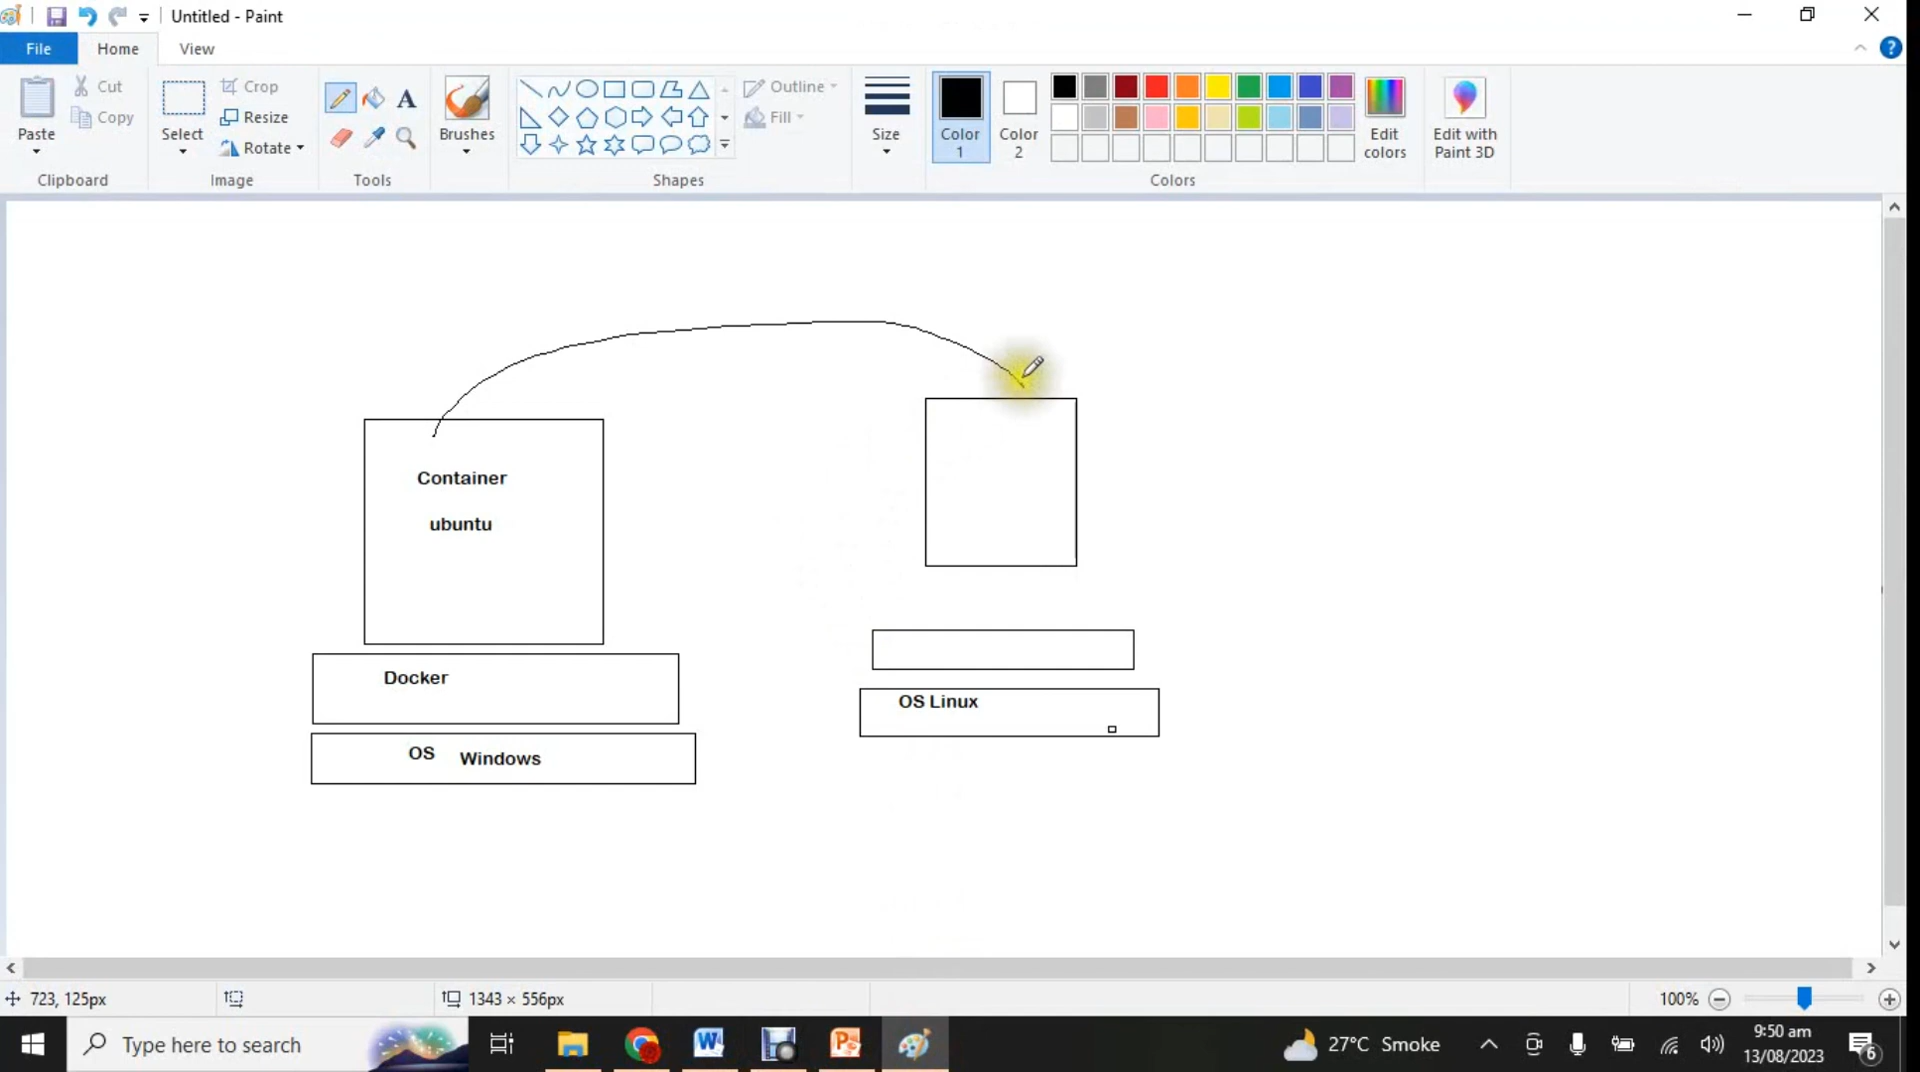 Untitled - Paint
File Home View
Paste
Cut
Copy
Clipboard
Select
Crop
Resize
Rotate
Image
A
Tools
Brushes
Outline
Fill
Shapes
Size
Color 1
Color 2
Edit colors
Colors
Edit with Paint 3D
?
Container
ubuntu
Docker
OS Windows
OS Linux
723, 125px
1343 × 556px
100%
Type here to search
W
P
27°C Smoke
9:50 am
13/08/2023
6